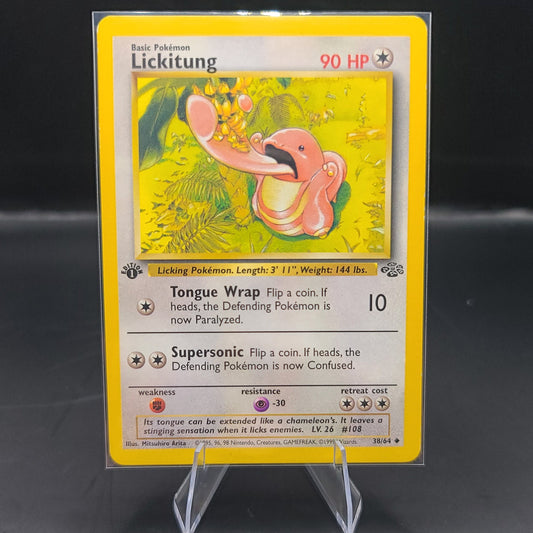 Basic Pokémon
Lickitung
90 HP
EDITION
1
Licking Pokémon. Length: 3' 11", Weight: 144 lbs.
Tongue Wrap Flip a coin. If
heads, the Defending Pokémon is
now Paralyzed.
10
Supersonic Flip a coin. If heads, the
Defending Pokémon is now Confused.
weakness
resistance
retreat cost
-30
Its tongue can be extended like a chameleon's. It leaves a
stinging sensation when it licks enemies. LV. 26 #108
Illus. Mitsuhiro Arita
96, 98 Nintendo, Creatures, GAMEFREAK. ©1999 Wizards.
38/64